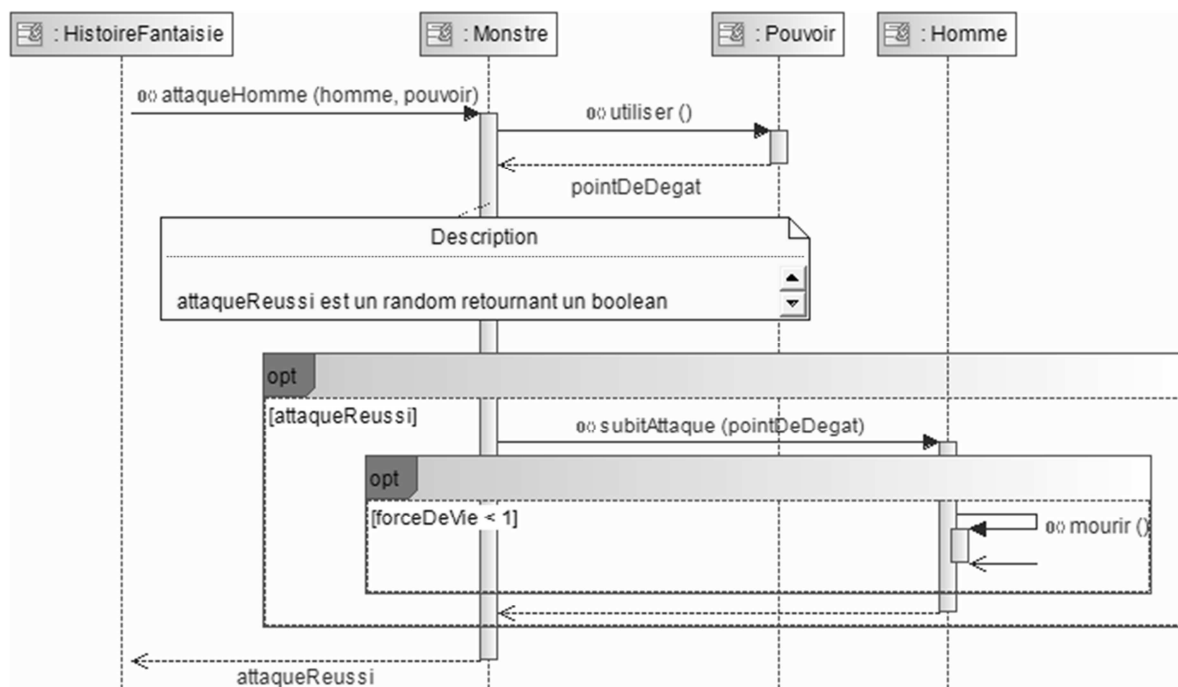 : HistoireFantaisie
: Monstre
: Pouvoir
: Homme
attaqueHomme (homme, pouvoir)
utiliser ()
pointDeDegat
Description
attaqueReussi est un random retournant un boolean
opt
[attaqueReussi]
subitAttaque (pointDeDegat)
opt
[forceDeVie < 1]
mourir ()
attaqueReussi